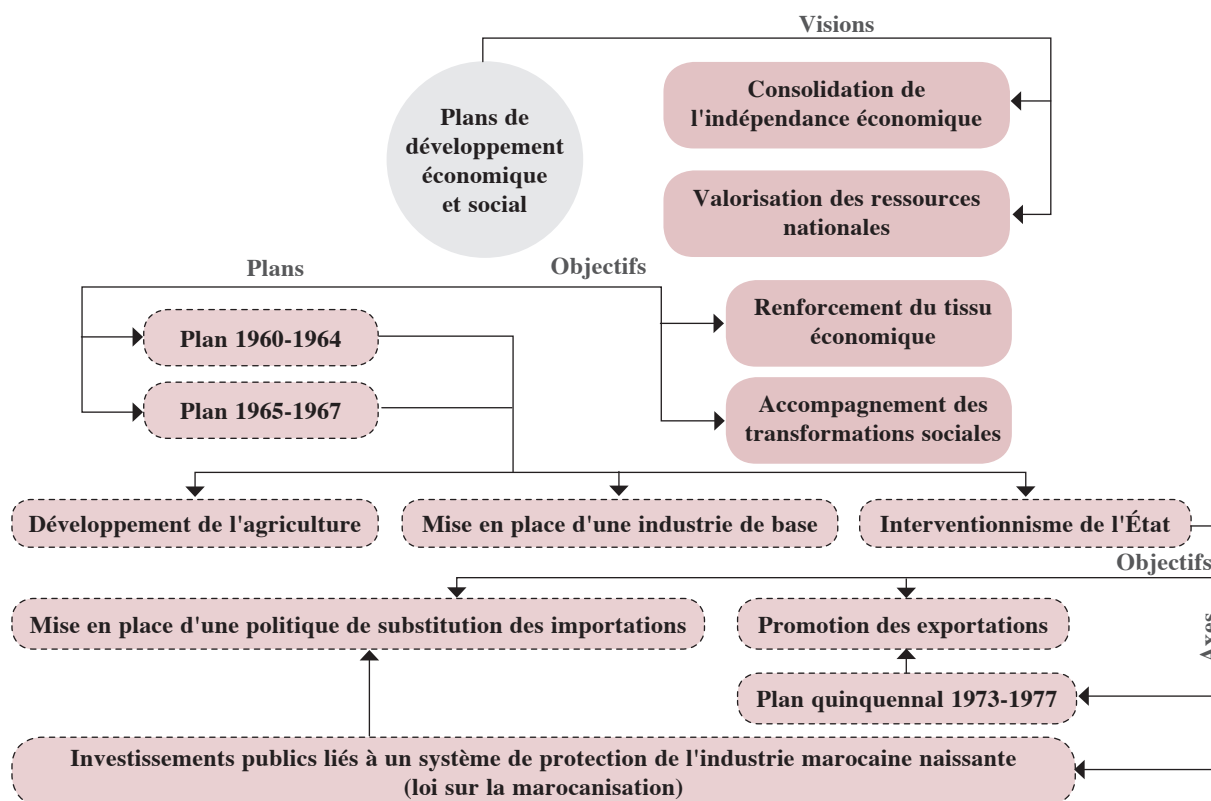 Visions
Plans de
développement
économique
et social
Consolidation de
l'indépendance économique
Valorisation des ressources
nationales
Plans
Objectifs
Plan 1960-1964
Plan 1965-1967
Renforcement du tissu
économique
Accompagnement des
transformations sociales
Développement de l'agriculture
Mise en place d'une industrie de base
Interventionnisme de l'État
Objectifs
Mise en place d'une politique de substitution des importations
Promotion des exportations
Axes
Plan quinquennal 1973-1977
Investissements publics liés à un système de protection de l'industrie marocaine naissante
(loi sur la marocanisation)